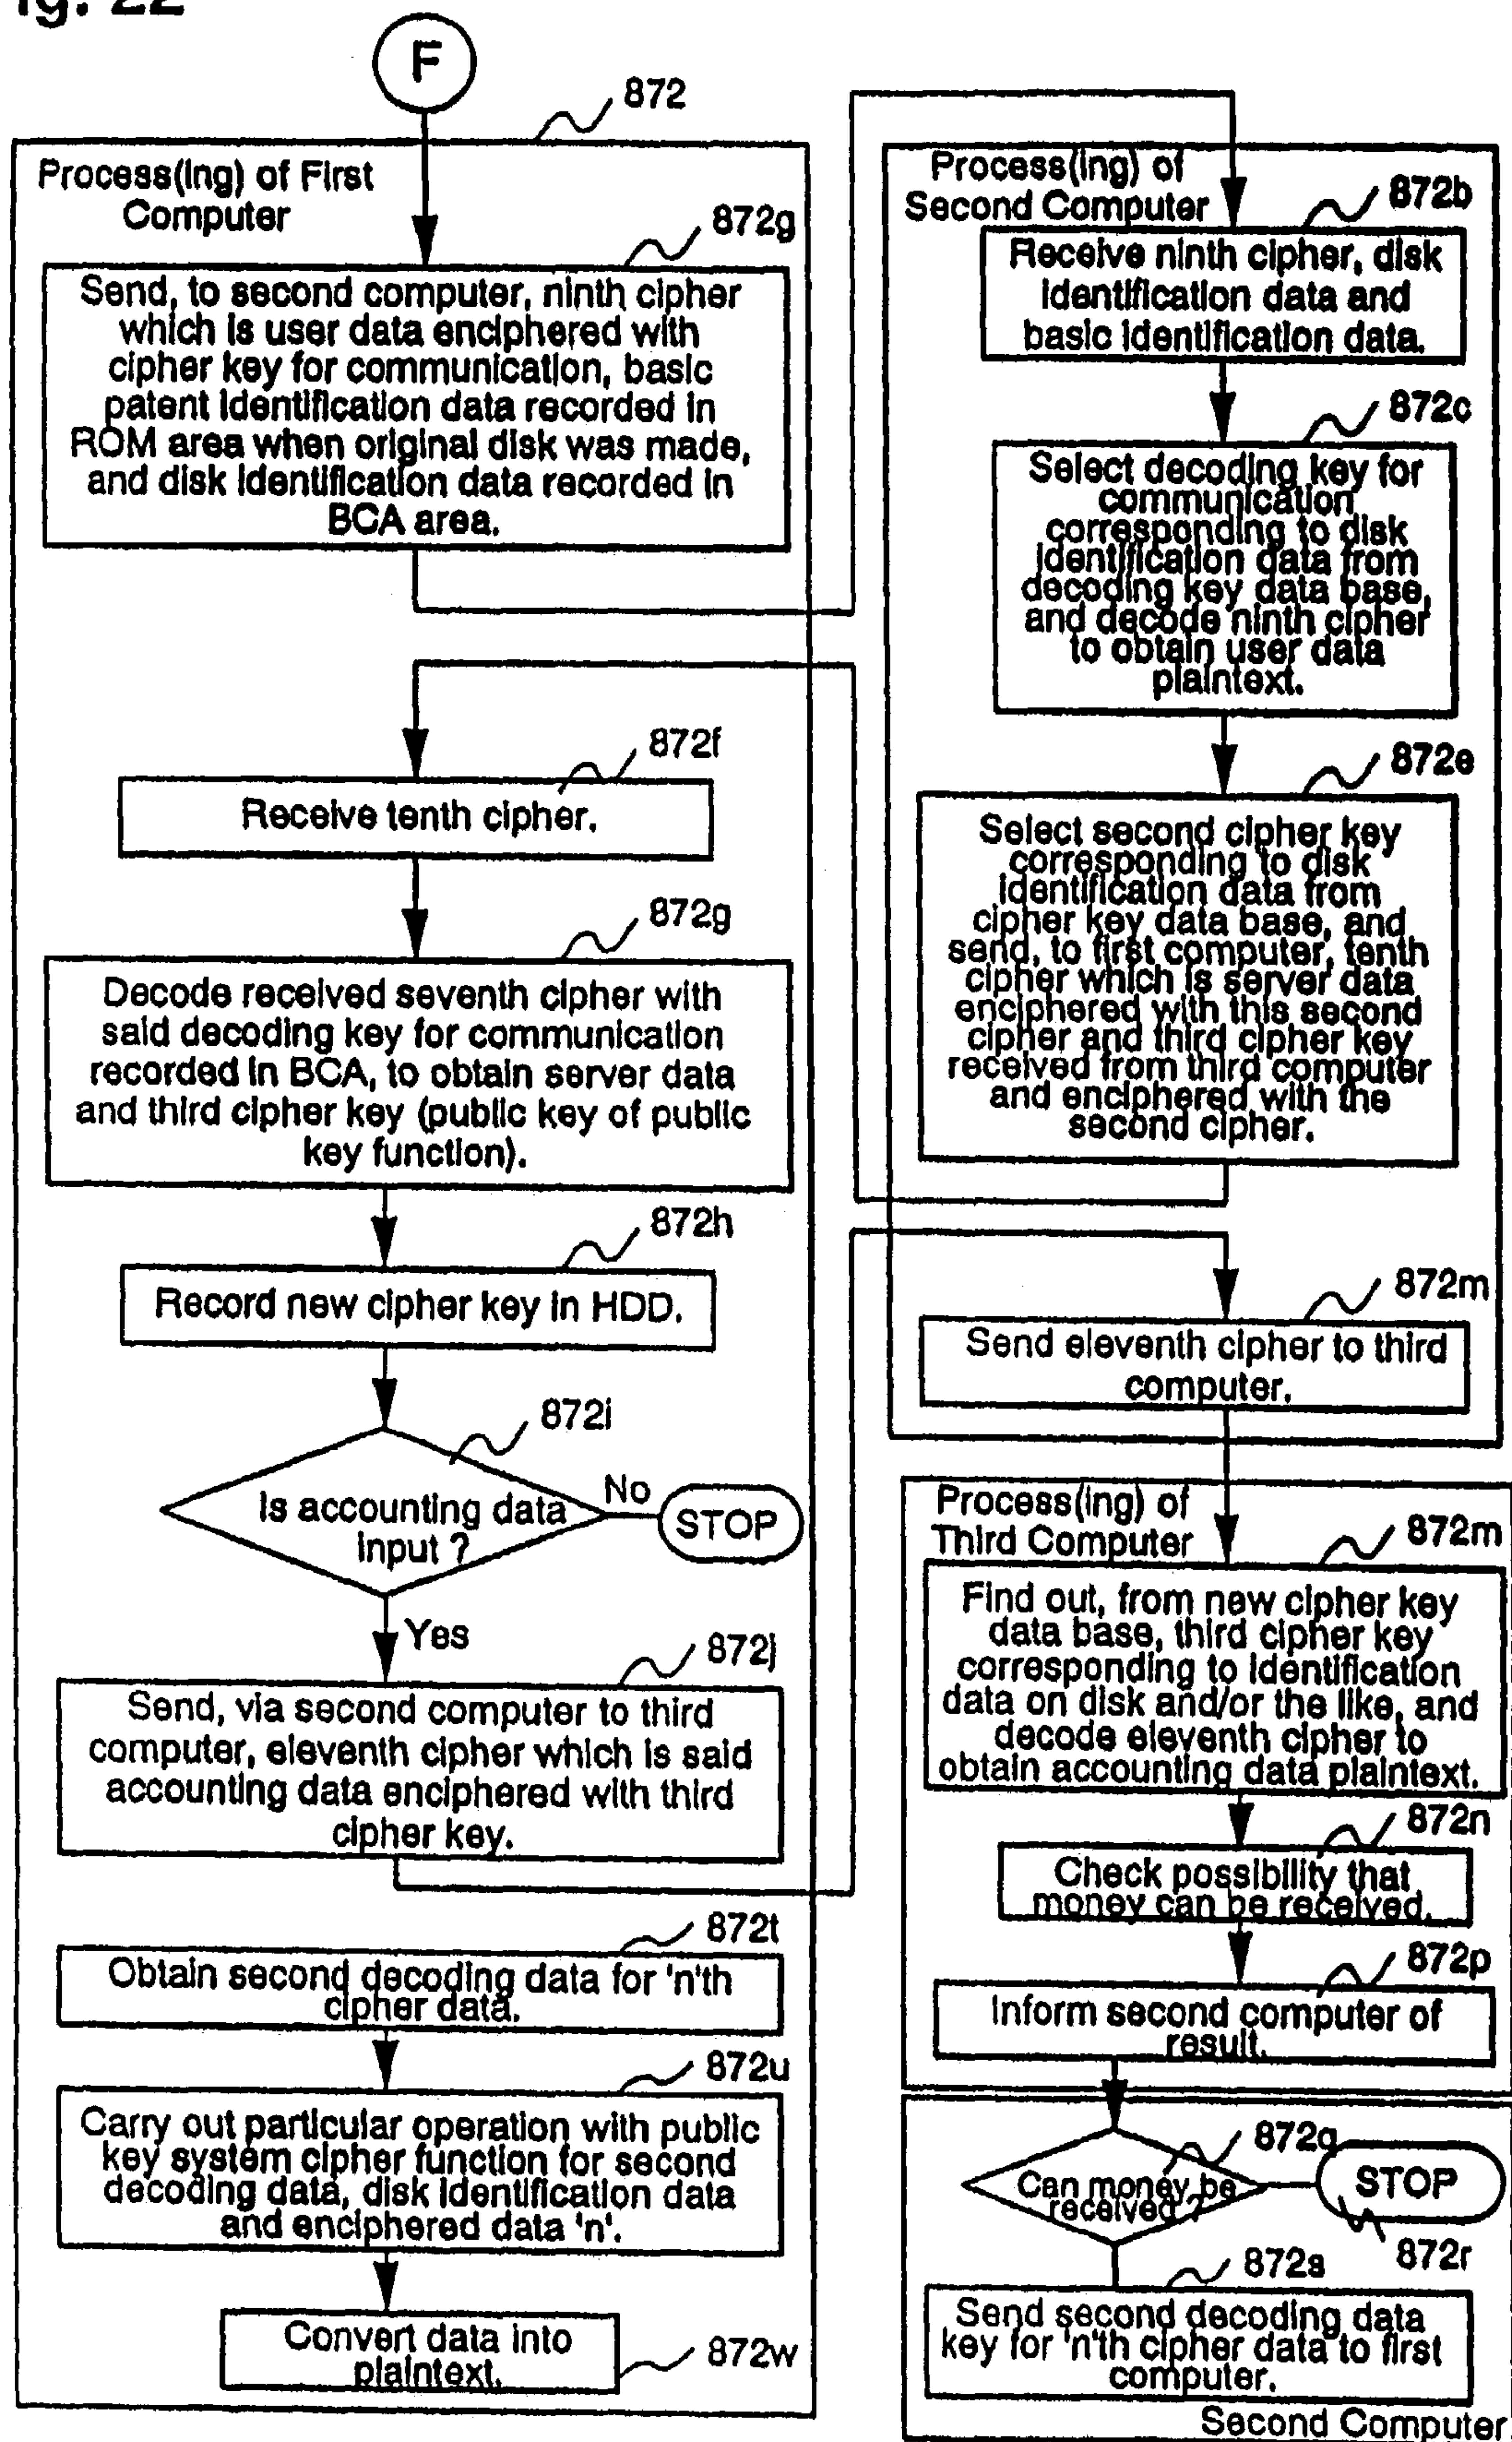 ig. 22
F
872
Process(ing) of First
Computer
872g
Send, to second computer, ninth cipher
which is user data enciphered with
cipher key for communication, basic
patent identification data recorded in
ROM area when original disk was made,
and disk identification data recorded in
BCA area.
872f
Receive tenth cipher.
872g
Decode received seventh cipher with
said decoding key for communication
recorded in BCA, to obtain server data
and third cipher key (public key of public
key function).
872h
Record new cipher key in HDD.
872i
Is accounting data
input ?
No
STOP
Yes
872j
Send, via second computer to third
computer, eleventh cipher which is said
accounting data enciphered with third
cipher key.
872t
Obtain second decoding data for 'n'th
cipher data.
872u
Carry out particular operation with public
key system cipher function for second
decoding data, disk identification data
and enciphered data 'n'.
Convert data into
plaintext.
872w
Process(ing) of
Second Computer
872b
Receive ninth cipher, disk
identification data and
basic identification data.
872c
Select decoding key for
communication
corresponding to disk
identification data from
decoding key data base,
and decode ninth cipher
to obtain user data
plaintext.
872e
Select second cipher key
corresponding to disk
identification data from
cipher key data base, and
send, to first computer, tenth
cipher which is server data
enciphered with this second
cipher and third cipher key
received from third computer
and enciphered with the
second cipher.
872m
Send eleventh cipher to third
computer.
Process(ing) of
Third Computer
872m
Find out, from new cipher key
data base, third cipher key
corresponding to identification
data on disk and/or the like, and
decode eleventh cipher to
obtain accounting data plaintext.
872n
Check possibility that
money can be received.
872p
Inform second computer of
result.
872q
Can money be
received ?
STOP
872r
872s
Send second decoding data
key for 'n'th cipher data to first
computer.
Second Computer